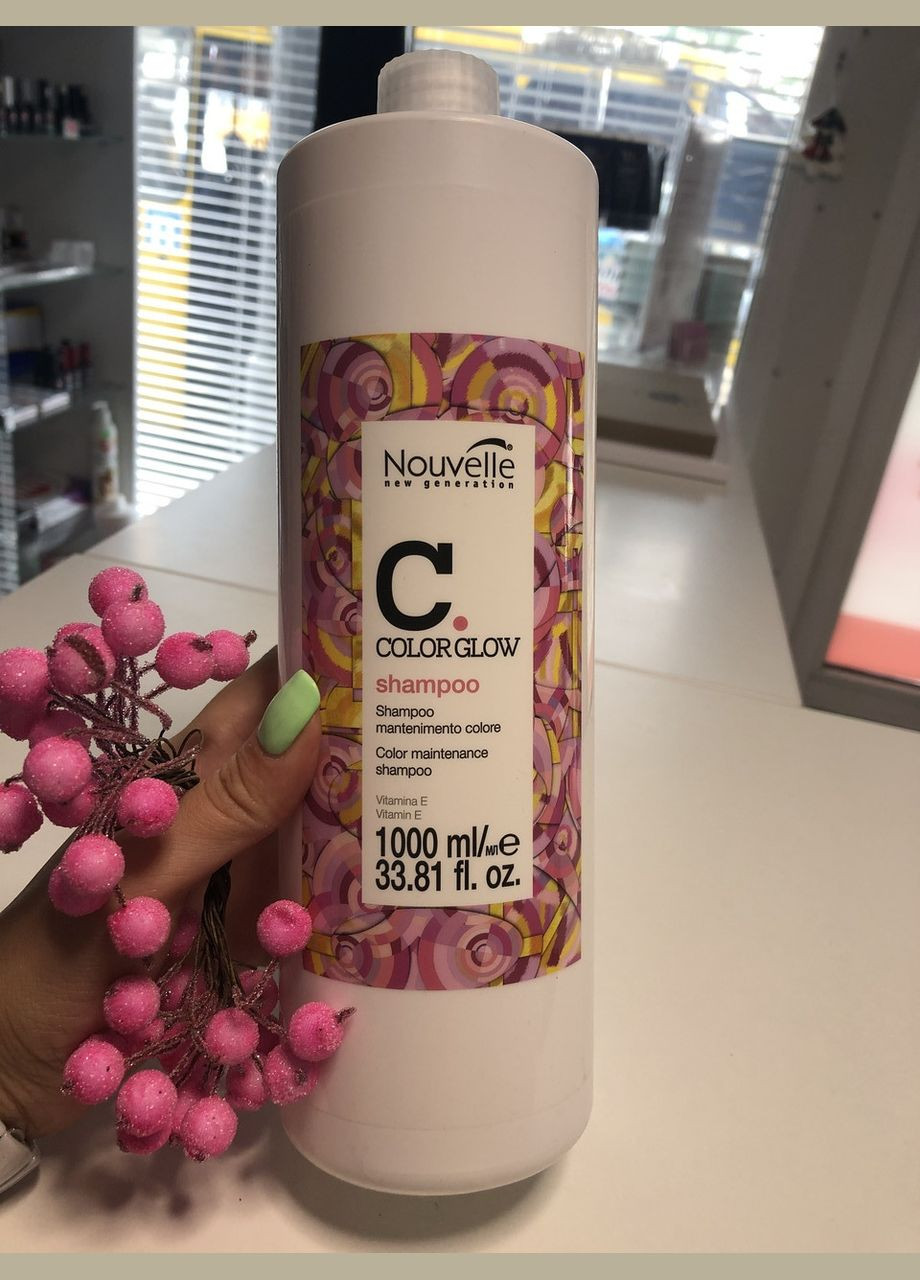 Nouvelle®
new generation
C.
COLOR GLOW
shampoo
Shampoo
mantenimento colore
Color maintenance
shampoo
Vitamina E
Vitamin E
1000 ml/мл℮
33.81 fl. oz.